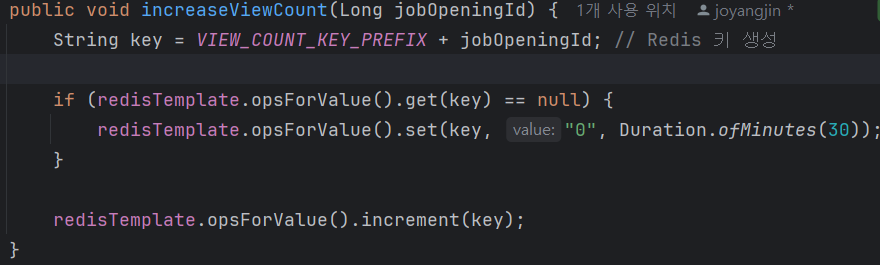 public void increaseViewCount(Long jobOpeningId) { 1개 사용 위치 joyangjin *
String key = VIEW_COUNT_KEY_PREFIX + jobOpeningId; // Redis 키 생성
if (redisTemplate.opsForValue().get(key) == null) {
redisTemplate.opsForValue().set(key, value: "0", Duration.ofMinutes(30));
}
redisTemplate.opsForValue().increment(key);
}